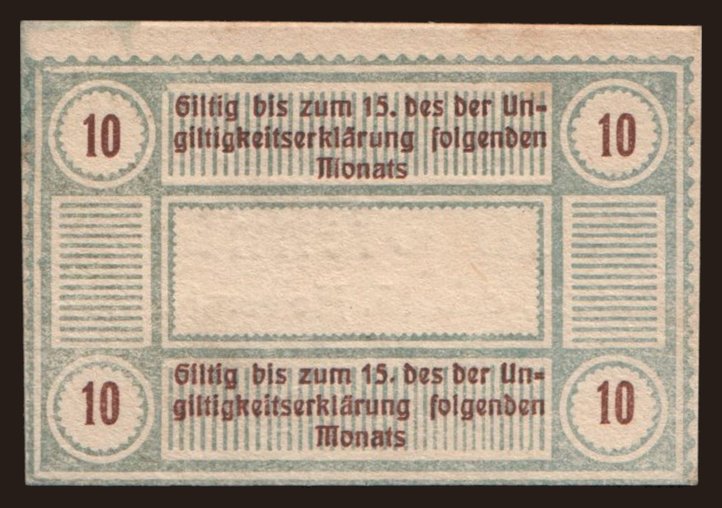 10 Giltig bis zum 15. des der Un- 10
giltigkeitserklärung folgenden
Monats
10 Giltig bis zum 15. des der Un- 10
giltigkeitserklärung folgenden
Monats